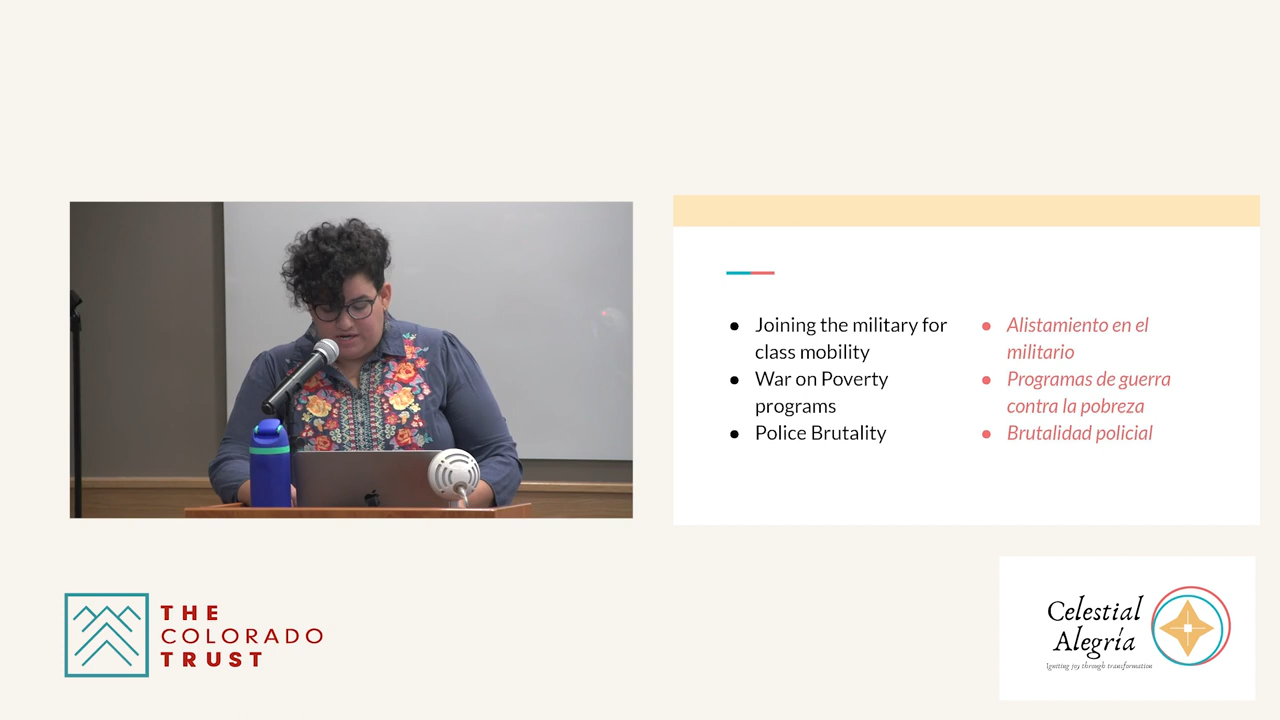 Joining the military for
class mobility
War on Poverty
programs
Police Brutality
Alistamiento en el
militario
Programas de guerra
contra la pobreza
Brutalidad policial
THE
COLORADO
TRUST
Celestial
Alegría
Igniting joy through transformation